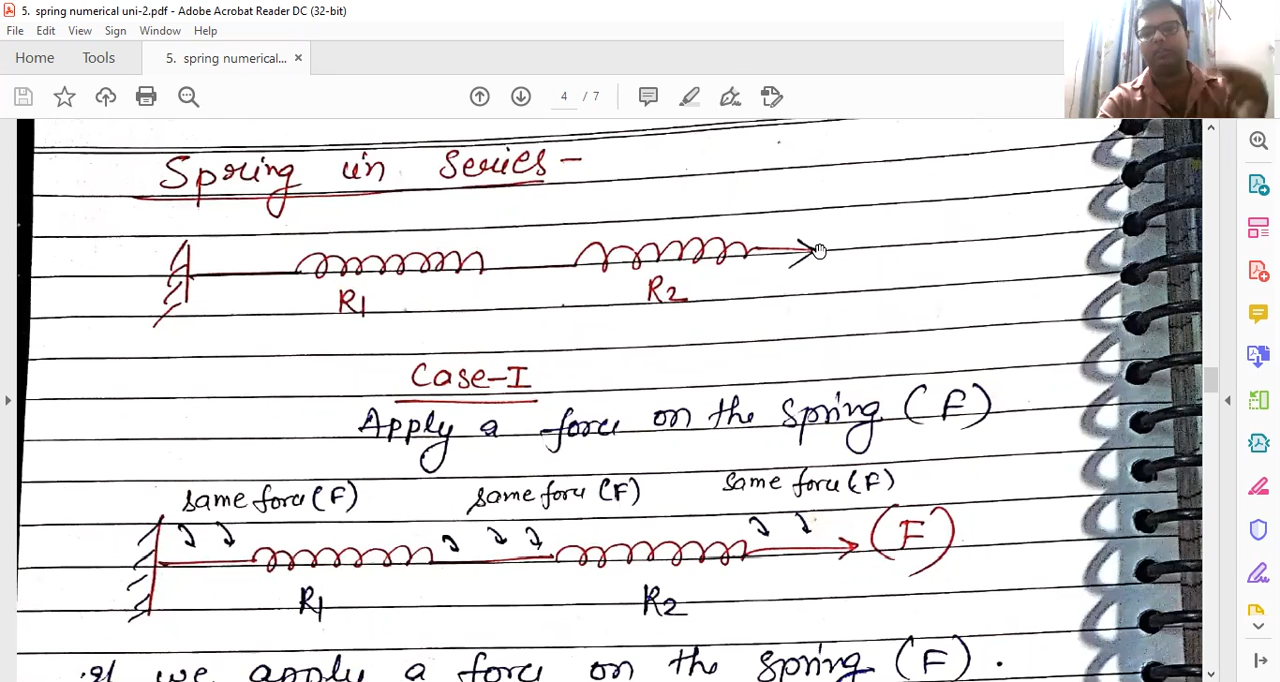 5. spring numerical uni-2.pdf - Adobe Acrobat Reader DC (32-bit)
File Edit View Sign Window Help
Home Tools 5. spring numerical... ×
4 / 7
Spring in Series -
R1 R2
Case-I
Apply a force on the Spring (F)
same force (F) same force (F) same force (F)
(F)
R1 R2
If we apply a force on the spring (F).